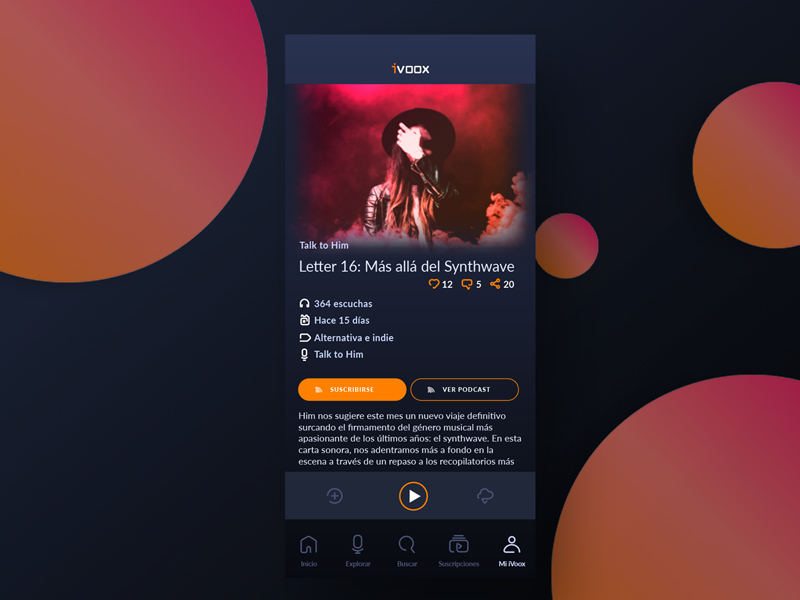 iVOOX
Talk to Him
Letter 16: Más allá del Synthwave
12 5 20
364 escuchas
Hace 15 días
Alternativa e indie
Talk to Him
SUSCRIBIRSE VER PODCAST
Him nos sugiere este mes un nuevo viaje definitivo
surcando el firmamento del género musical más
apasionante de los últimos años: el synthwave. En esta
carta sonora, nos adentramos más a fondo en la
escena a través de un repaso a los recopilatorios más
Inicio Explorar Buscar Suscripciones Mi iVoox